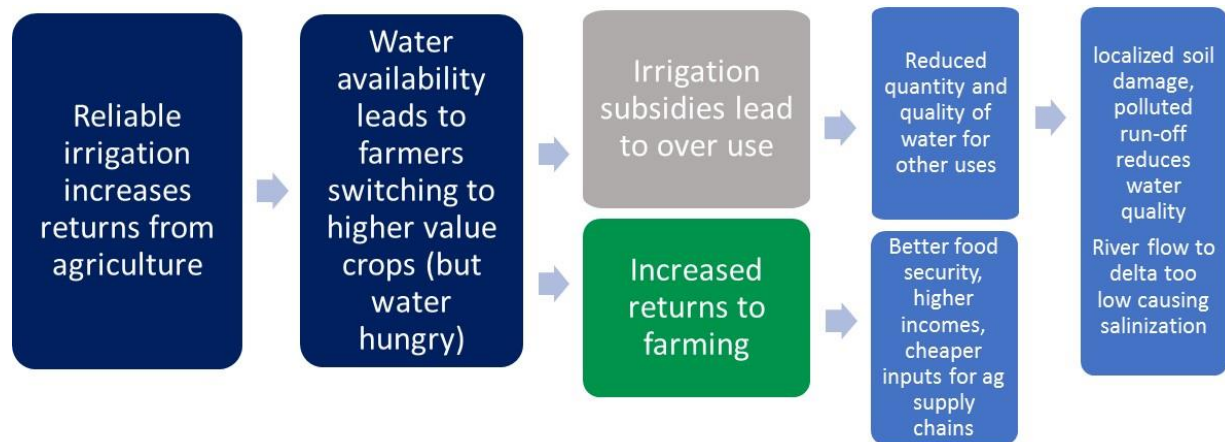 Reliable
irrigation
increases
returns from
agriculture
Water
availability
leads to
farmers
switching to
higher value
crops (but
water
hungry)
Irrigation
subsidies lead
to over use
Increased
returns to
farming
Reduced
quantity and
quality of
water for
other uses
Better food
security,
higher
incomes,
cheaper
inputs for ag
supply
chains
localized soil
damage,
polluted
run-off
reduces
water
quality
River flow to
delta too
low causing
salinization